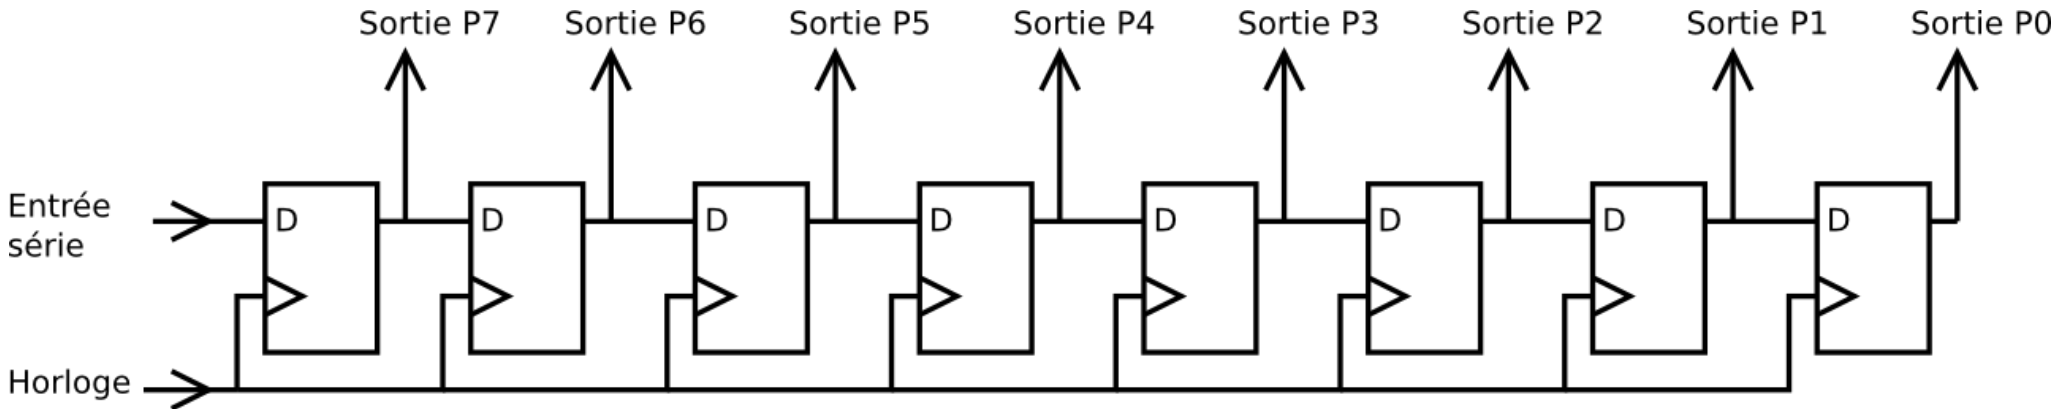 Sortie P7
Sortie P6
Sortie P5
Sortie P4
Sortie P3
Sortie P2
Sortie P1
Sortie P0
Entrée
série
D
D
D
D
D
D
D
D
Horloge